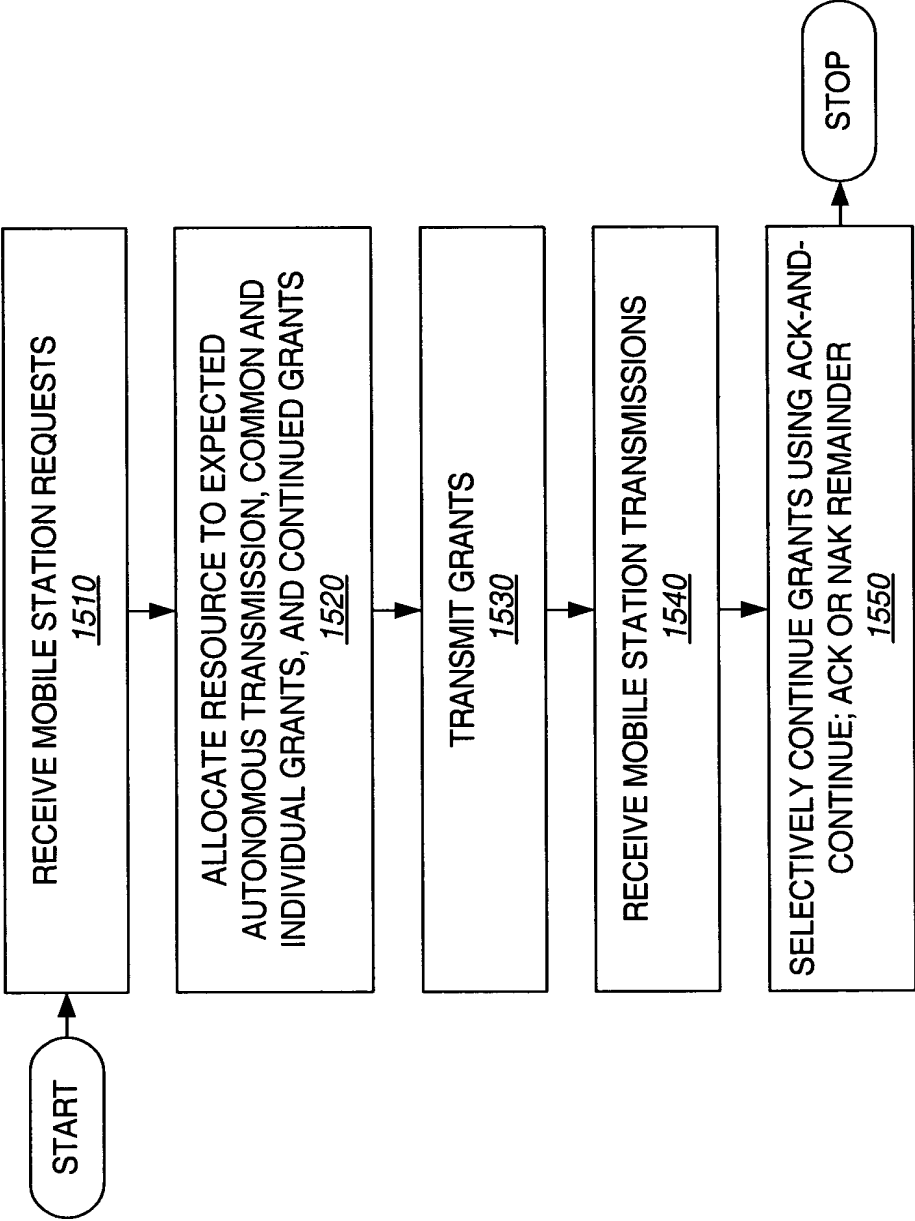 START
RECEIVE MOBILE STATION REQUESTS
1510
ALLOCATE RESOURCE TO EXPECTED
AUTONOMOUS TRANSMISSION, COMMON AND
INDIVIDUAL GRANTS, AND CONTINUED GRANTS
1520
TRANSMIT GRANTS
1530
RECEIVE MOBILE STATION TRANSMISSIONS
1540
SELECTIVELY CONTINUE GRANTS USING ACK-AND-
CONTINUE; ACK OR NAK REMAINDER
1550
STOP